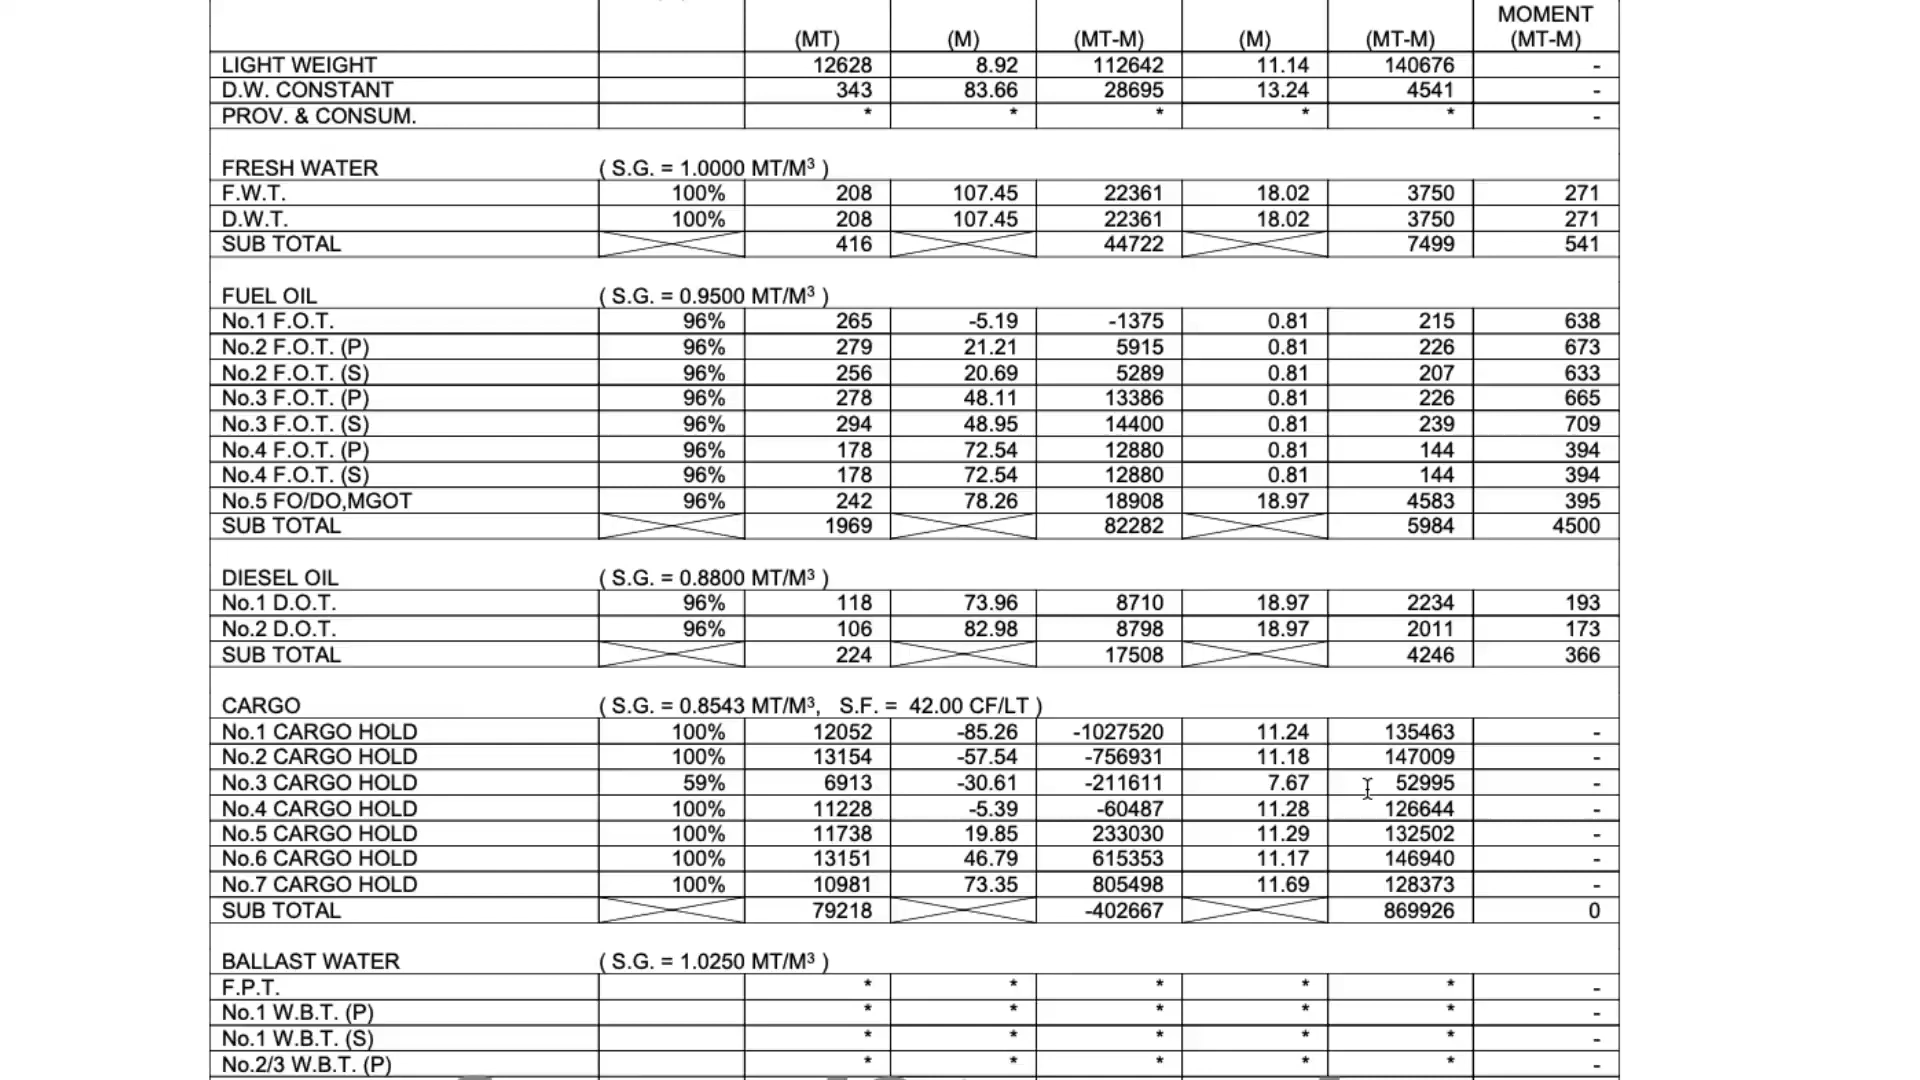 MOMENT
(MT) (M) (MT-M) (M) (MT-M) (MT-M)
LIGHT WEIGHT 12628 8.92 112642 11.14 140676 -
D.W. CONSTANT 343 83.66 28695 13.24 4541 -
PROV. & CONSUM. * * * * * -
FRESH WATER ( S.G. = 1.0000 MT/M³ )
F.W.T. 100% 208 107.45 22361 18.02 3750 271
D.W.T. 100% 208 107.45 22361 18.02 3750 271
SUB TOTAL 416 44722 7499 541
FUEL OIL ( S.G. = 0.9500 MT/M³ )
No.1 F.O.T. 96% 265 -5.19 -1375 0.81 215 638
No.2 F.O.T. (P) 96% 279 21.21 5915 0.81 226 673
No.2 F.O.T. (S) 96% 256 20.69 5289 0.81 207 633
No.3 F.O.T. (P) 96% 278 48.11 13386 0.81 226 665
No.3 F.O.T. (S) 96% 294 48.95 14400 0.81 239 709
No.4 F.O.T. (P) 96% 178 72.54 12880 0.81 144 394
No.4 F.O.T. (S) 96% 178 72.54 12880 0.81 144 394
No.5 FO/DO,MGOT 96% 242 78.26 18908 18.97 4583 395
SUB TOTAL 1969 82282 5984 4500
DIESEL OIL ( S.G. = 0.8800 MT/M³ )
No.1 D.O.T. 96% 118 73.96 8710 18.97 2234 193
No.2 D.O.T. 96% 106 82.98 8798 18.97 2011 173
SUB TOTAL 224 17508 4246 366
CARGO ( S.G. = 0.8543 MT/M³, S.F. = 42.00 CF/LT )
No.1 CARGO HOLD 100% 12052 -85.26 -1027520 11.24 135463 -
No.2 CARGO HOLD 100% 13154 -57.54 -756931 11.18 147009 -
No.3 CARGO HOLD 59% 6913 -30.61 -211611 7.67 52995 -
No.4 CARGO HOLD 100% 11228 -5.39 -60487 11.28 126644 -
No.5 CARGO HOLD 100% 11738 19.85 233030 11.29 132502 -
No.6 CARGO HOLD 100% 13151 46.79 615353 11.17 146940 -
No.7 CARGO HOLD 100% 10981 73.35 805498 11.69 128373 -
SUB TOTAL 79218 -402667 869926 0
BALLAST WATER ( S.G. = 1.0250 MT/M³ )
F.P.T. * * * * * -
No.1 W.B.T. (P) * * * * * -
No.1 W.B.T. (S) * * * * * -
No.2/3 W.B.T. (P) * * * * * -